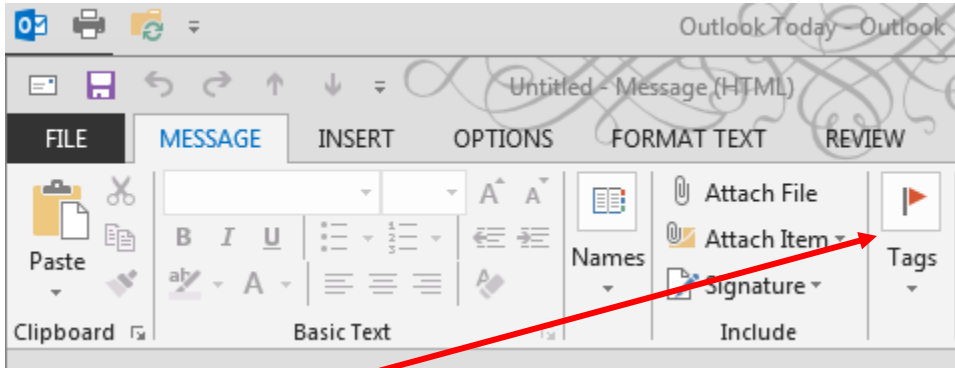 Outlook Today - Outlook
Untitled - Message (HTML)
FILE MESSAGE INSERT OPTIONS FORMAT TEXT REVIEW
Attach File
B I U Attach Item
Paste Names Tags
ab A Signature
Clipboard Basic Text Include